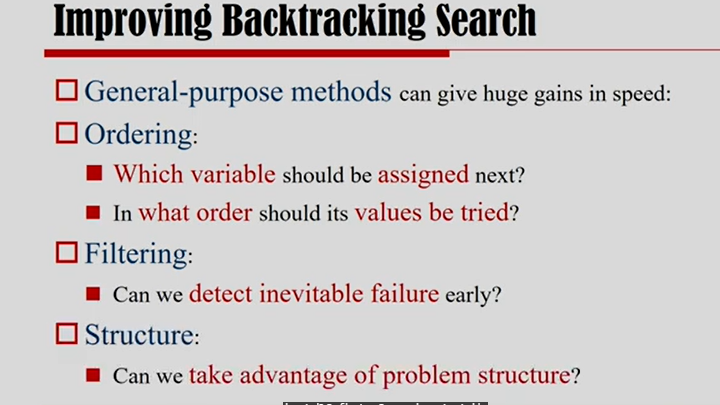 Improving Backtracking Search
General-purpose methods can give huge gains in speed:
Ordering:
Which variable should be assigned next?
In what order should its values be tried?
Filtering:
Can we detect inevitable failure early?
Structure:
Can we take advantage of problem structure?